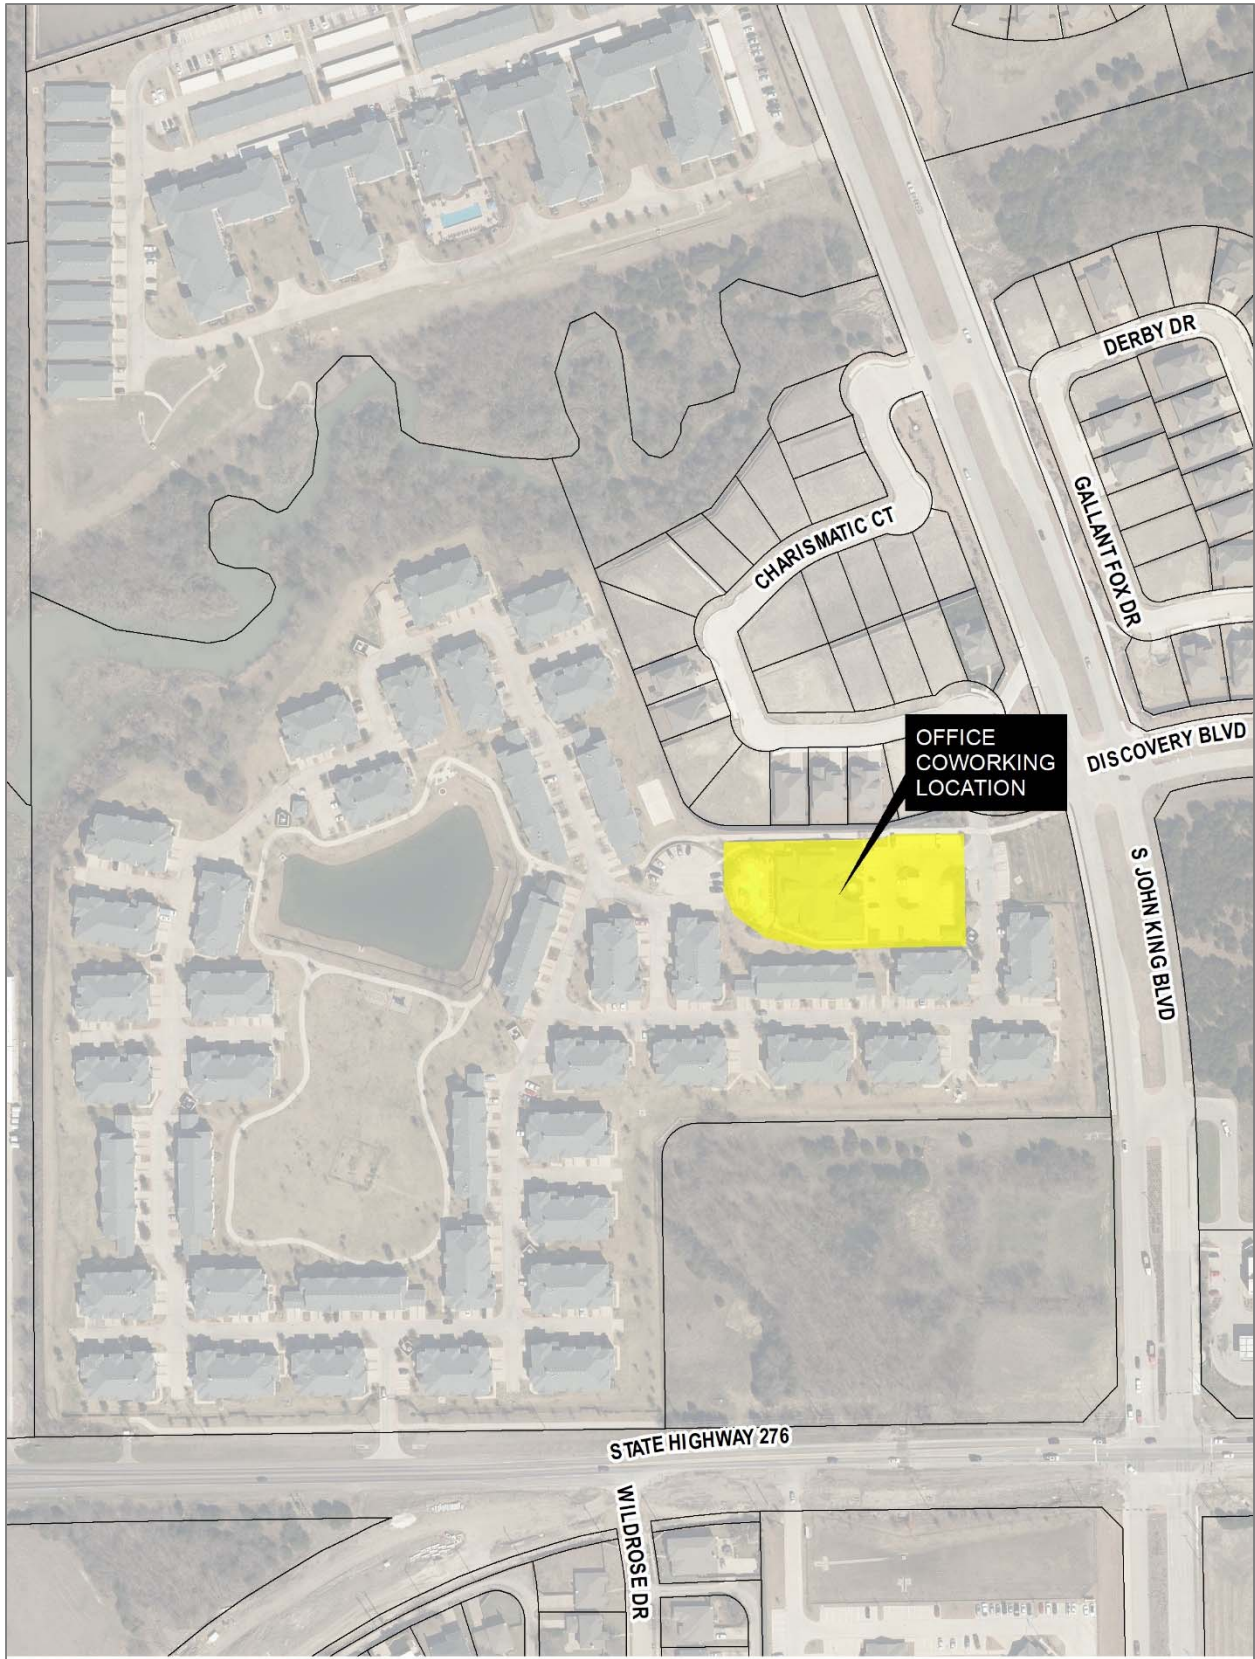 DERBY DR
GALLANT FOX DR
CHARISMATIC CT
OFFICE
COWORKING
LOCATION
DISCOVERY BLVD
S JOHN KING BLVD
STATE HIGHWAY 276
WILDROSE DR